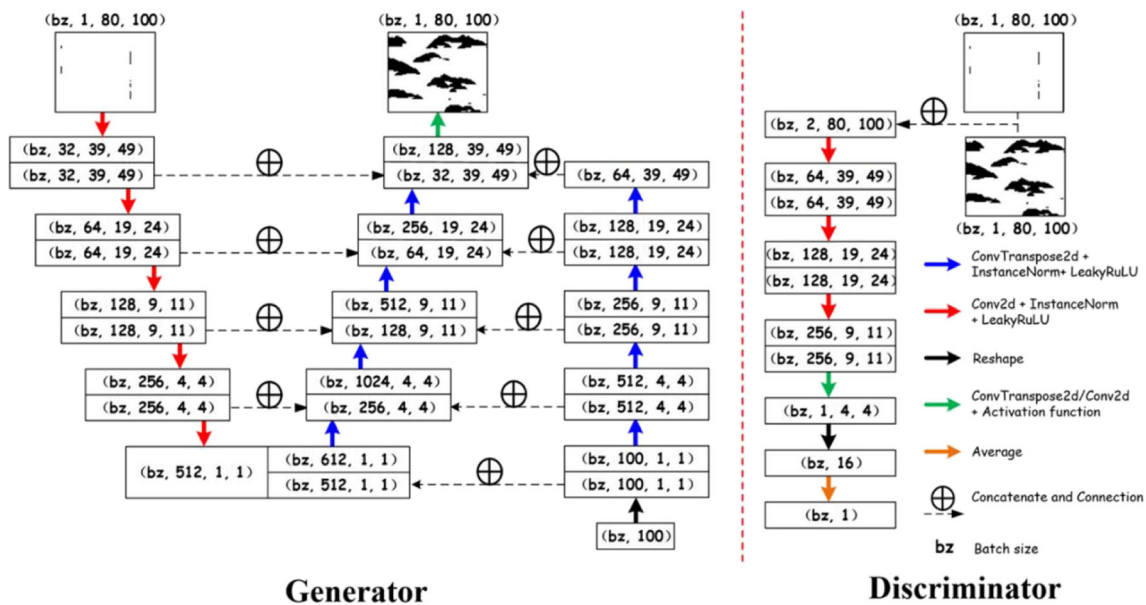 (bz, 1, 80, 100)
(bz, 32, 39, 49)
(bz, 32, 39, 49)
(bz, 64, 19, 24)
(bz, 64, 19, 24)
(bz, 128, 9, 11)
(bz, 128, 9, 11)
(bz, 256, 4, 4)
(bz, 256, 4, 4)
(bz, 512, 1, 1)
(bz, 1, 80, 100)
(bz, 128, 39, 49)
(bz, 32, 39, 49)
(bz, 256, 19, 24)
(bz, 64, 19, 24)
(bz, 512, 9, 11)
(bz, 128, 9, 11)
(bz, 1024, 4, 4)
(bz, 256, 4, 4)
(bz, 612, 1, 1)
(bz, 512, 1, 1)
(bz, 64, 39, 49)
(bz, 128, 19, 24)
(bz, 128, 19, 24)
(bz, 256, 9, 11)
(bz, 256, 9, 11)
(bz, 512, 4, 4)
(bz, 512, 4, 4)
(bz, 100, 1, 1)
(bz, 100, 1, 1)
(bz, 100)
Generator
(bz, 1, 80, 100)
(bz, 2, 80, 100)
(bz, 64, 39, 49)
(bz, 64, 39, 49)
(bz, 128, 19, 24)
(bz, 128, 19, 24)
(bz, 256, 9, 11)
(bz, 256, 9, 11)
(bz, 1, 4, 4)
(bz, 16)
(bz, 1)
(bz, 1, 80, 100)
ConvTranspose2d +
InstanceNorm+ LeakyRuLU
Conv2d + InstanceNorm
+ LeakyRuLU
Reshape
ConvTranspose2d/Conv2d
+ Activation function
Average
Concatenate and Connection
bz Batch size
Discriminator